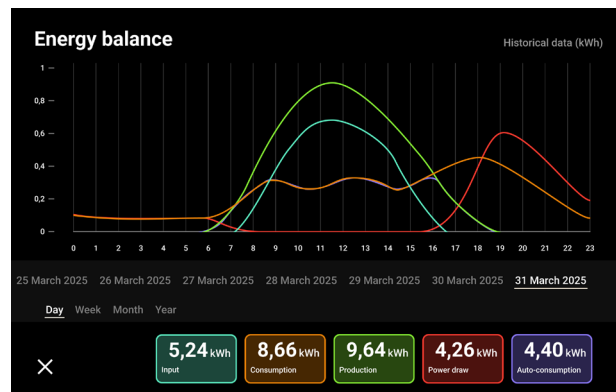 Energy balance
Historical data (kWh)
1
0,8
0,6
0,4
0,2
0
0 1 2 3 4 5 6 7 8 9 10 11 12 13 14 15 16 17 18 19 20 21 22 23
25 March 2025 26 March 2025 27 March 2025 28 March 2025 29 March 2025 30 March 2025 31 March 2025
Day Week Month Year
5,24 kWh 8,66 kWh 9,64 kWh 4,26 kWh 4,40 kWh
Input Consumption Production Power draw Auto-consumption